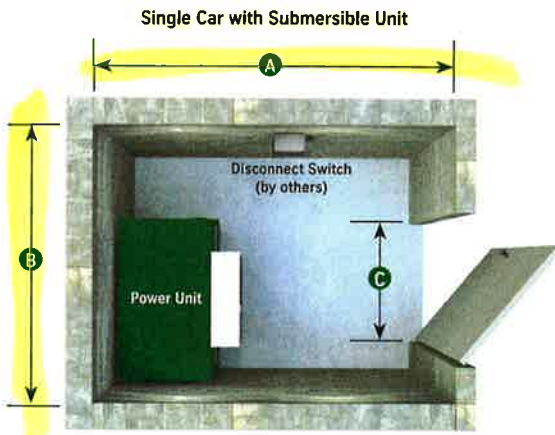 Single Car with Submersible Unit
A
Disconnect Switch
(by others)
B
C
Power Unit